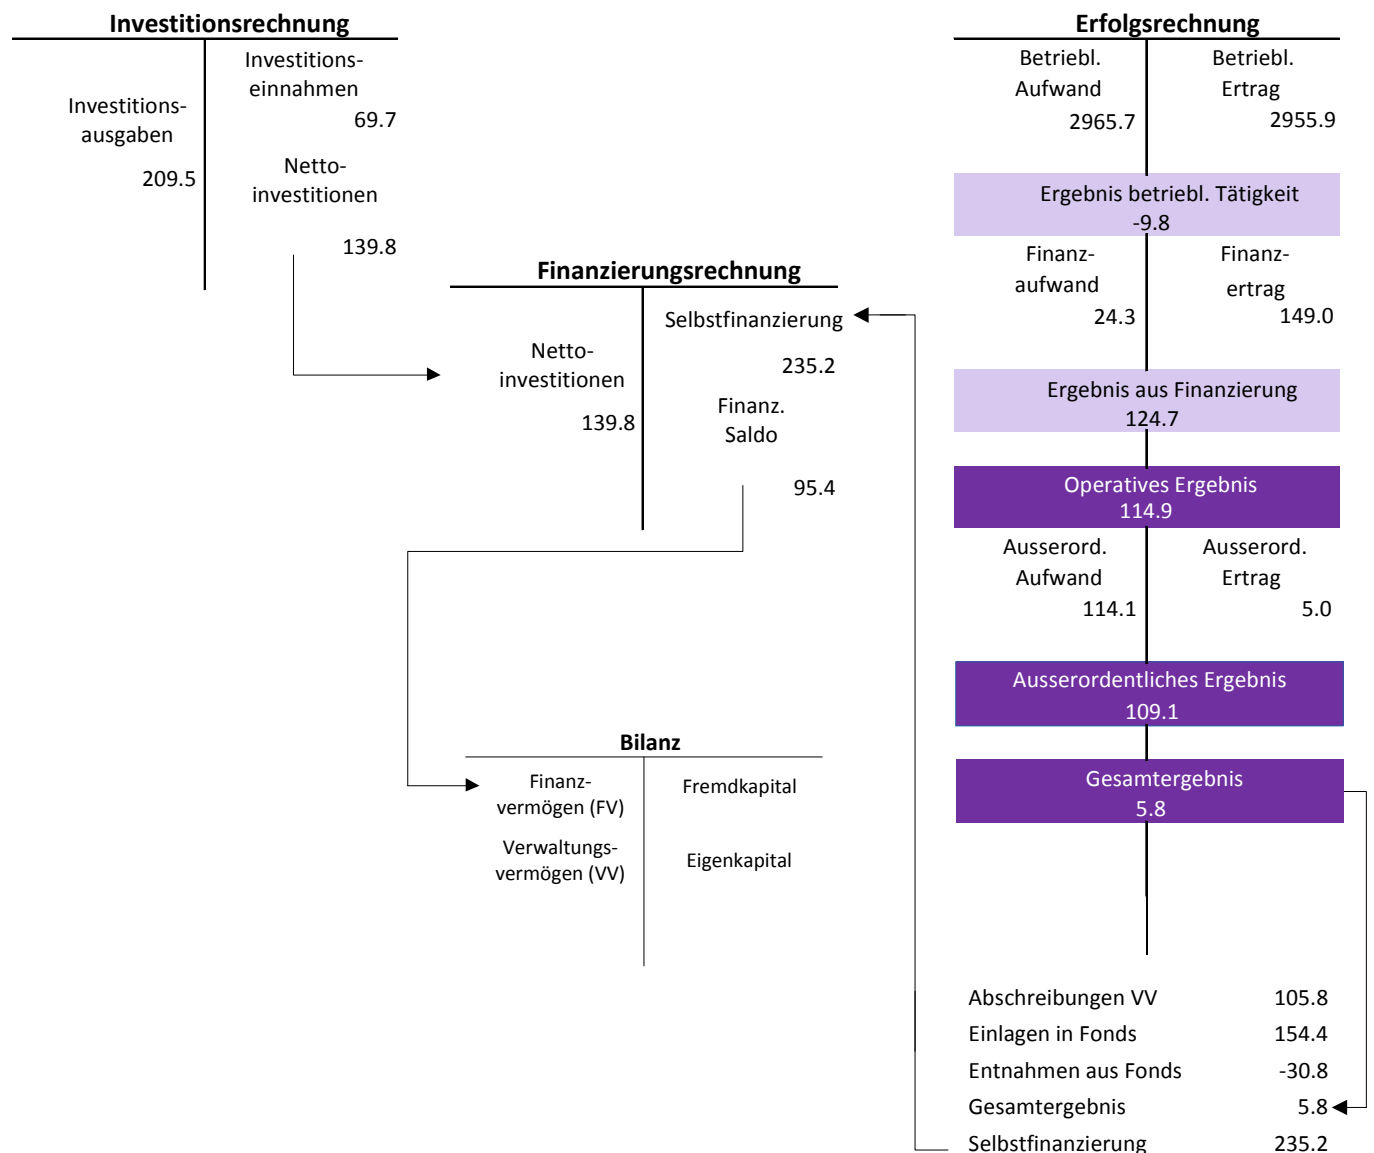 Investitionsrechnung
Investitions-
ausgaben
209.5
Investitions-
einnahmen
69.7
Netto-
investitionen
139.8
Finanzierungsrechnung
Netto-
investitionen
139.8
Selbstfinanzierung
235.2
Finanz.
Saldo
95.4
Bilanz
Finanz-
vermögen (FV)
Verwaltungs-
vermögen (VV)
Fremdkapital
Eigenkapital
Erfolgsrechnung
Betriebl.
Aufwand
2965.7
Betriebl.
Ertrag
2955.9
Ergebnis betriebl. Tätigkeit
-9.8
Finanz-
aufwand
24.3
Finanz-
ertrag
149.0
Ergebnis aus Finanzierung
124.7
Operatives Ergebnis
114.9
Ausserord.
Aufwand
114.1
Ausserord.
Ertrag
5.0
Ausserordentliches Ergebnis
109.1
Gesamtergebnis
5.8
Abschreibungen VV 105.8
Einlagen in Fonds 154.4
Entnahmen aus Fonds -30.8
Gesamtergebnis 5.8
Selbstfinanzierung 235.2